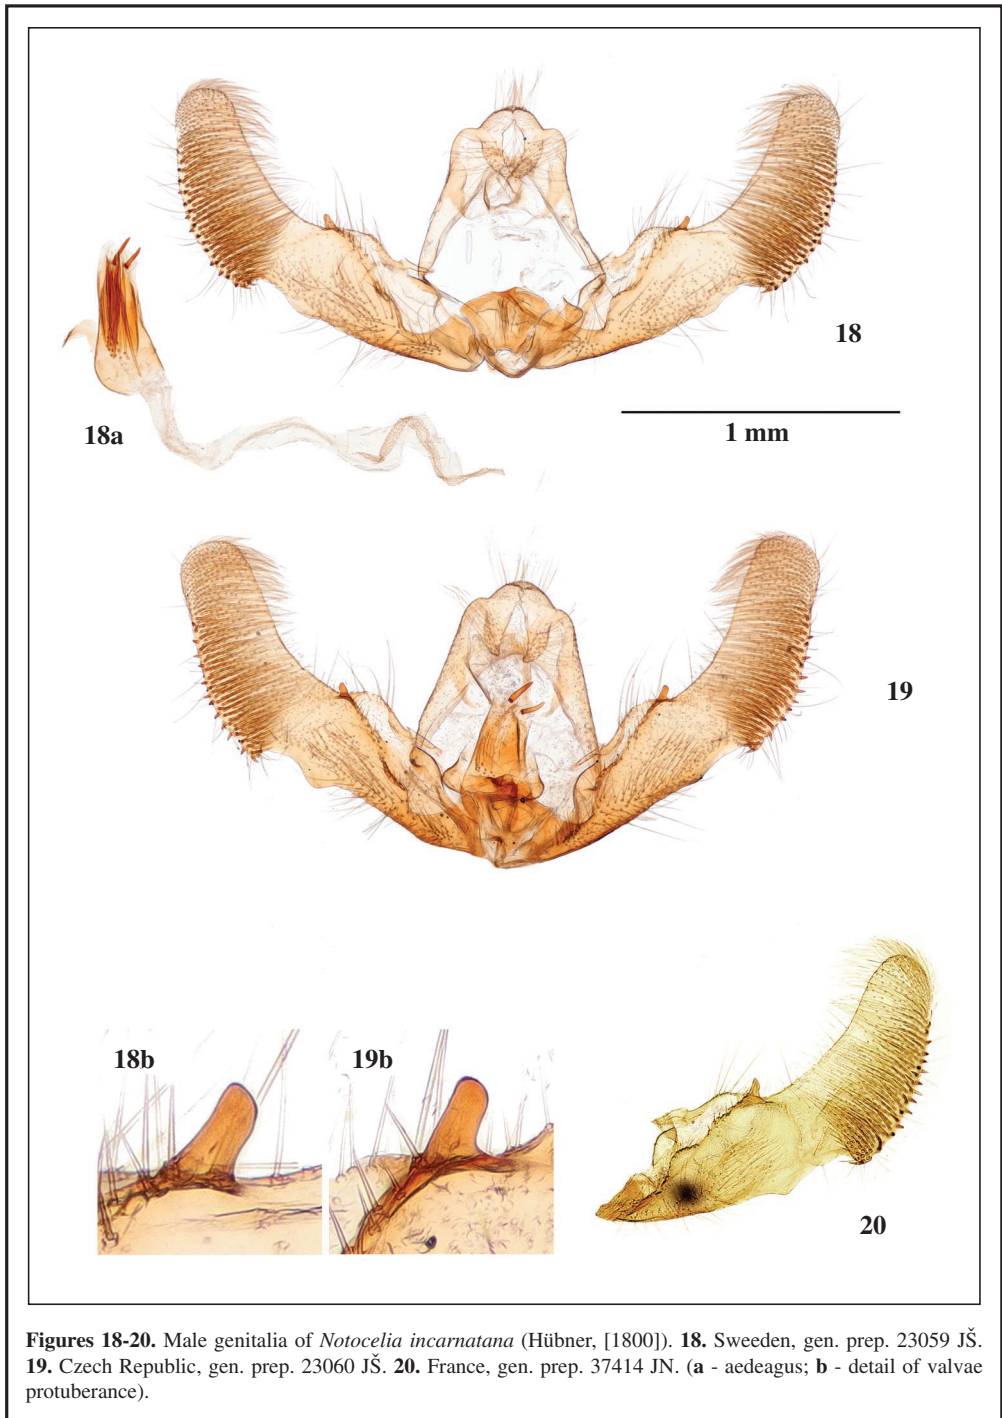 18
18a
1 mm
19
18b
19b
20
Figures 18-20. Male genitalia of Notocelia incarnatana (Hübner, [1800]). 18. Sweeden, gen. prep. 23059 JŠ.
19. Czech Republic, gen. prep. 23060 JŠ. 20. France, gen. prep. 37414 JN. (a - aedeagus; b - detail of valvae
protuberance).